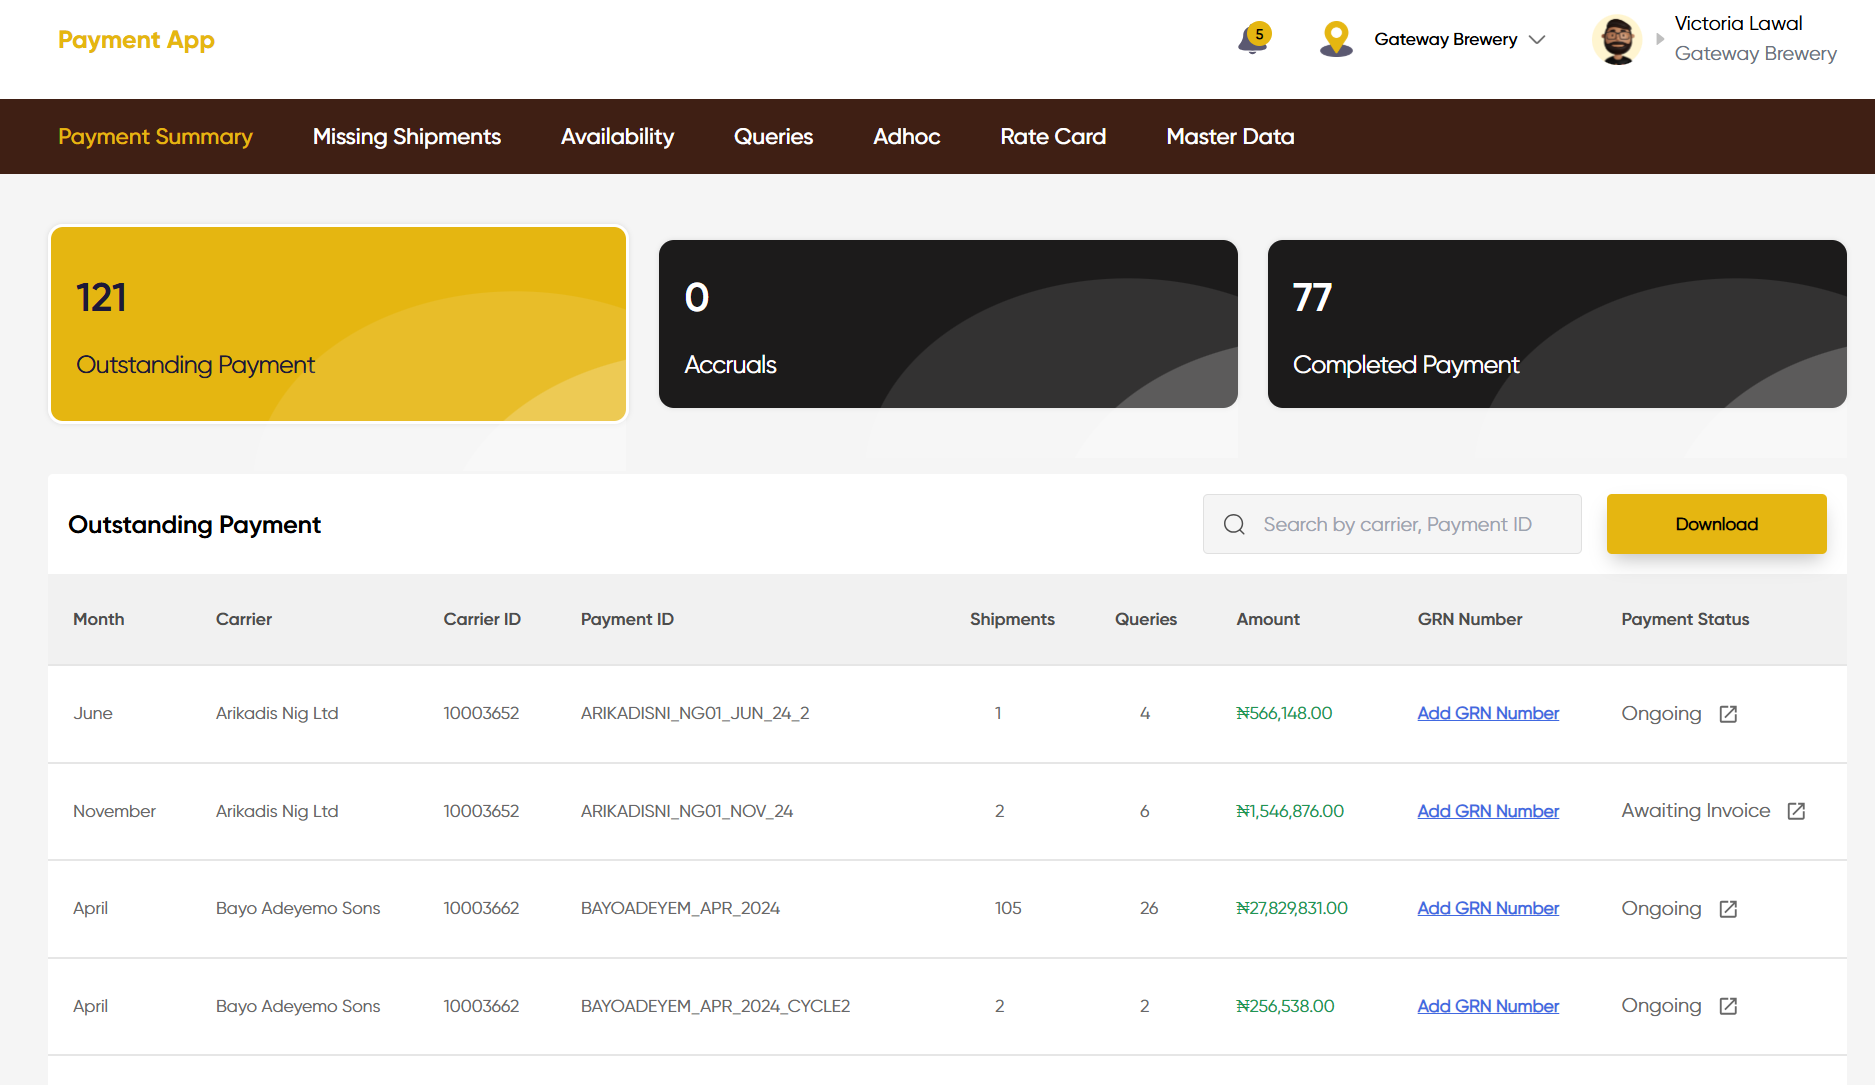 Payment App
5
Gateway Brewery
Victoria Lawal
Gateway Brewery
Payment Summary Missing Shipments Availability Queries Adhoc Rate Card Master Data
121
Outstanding Payment
0
Accruals
77
Completed Payment
Outstanding Payment
Search by carrier, Payment ID
Download
Month Carrier Carrier ID Payment ID Shipments Queries Amount GRN Number Payment Status
June Arikadis Nig Ltd 10003652 ARIKADISNI_NG01_JUN_24_2 1 4 ₦566,148.00 Add GRN Number Ongoing
November Arikadis Nig Ltd 10003652 ARIKADISNI_NG01_NOV_24 2 6 ₦1,546,876.00 Add GRN Number Awaiting Invoice
April Bayo Adeyemo Sons 10003662 BAYOADEYEM_APR_2024 105 26 ₦27,829,831.00 Add GRN Number Ongoing
April Bayo Adeyemo Sons 10003662 BAYOADEYEM_APR_2024_CYCLE2 2 2 ₦256,538.00 Add GRN Number Ongoing